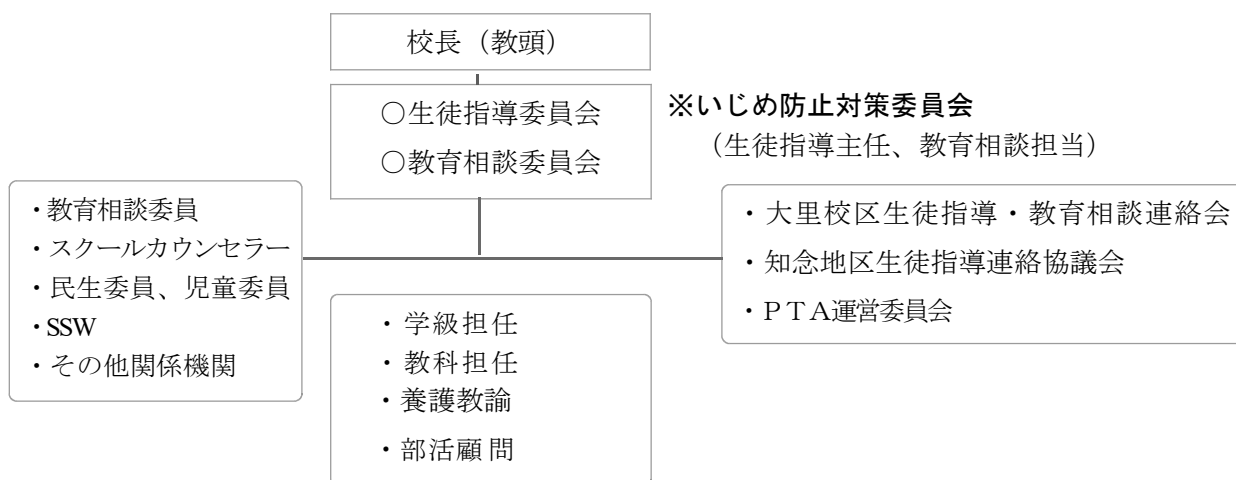 校長（教頭）
○生徒指導委員会
○教育相談委員会
※いじめ防止対策委員会
（生徒指導主任、教育相談担当）
・教育相談委員
・スクールカウンセラー
・民生委員、児童委員
・SSW
・その他関係機関
・大里校区生徒指導・教育相談連絡会
・知念地区生徒指導連絡協議会
・ＰＴＡ運営委員会
・学級担任
・教科担任
・養護教諭
・部活顧問